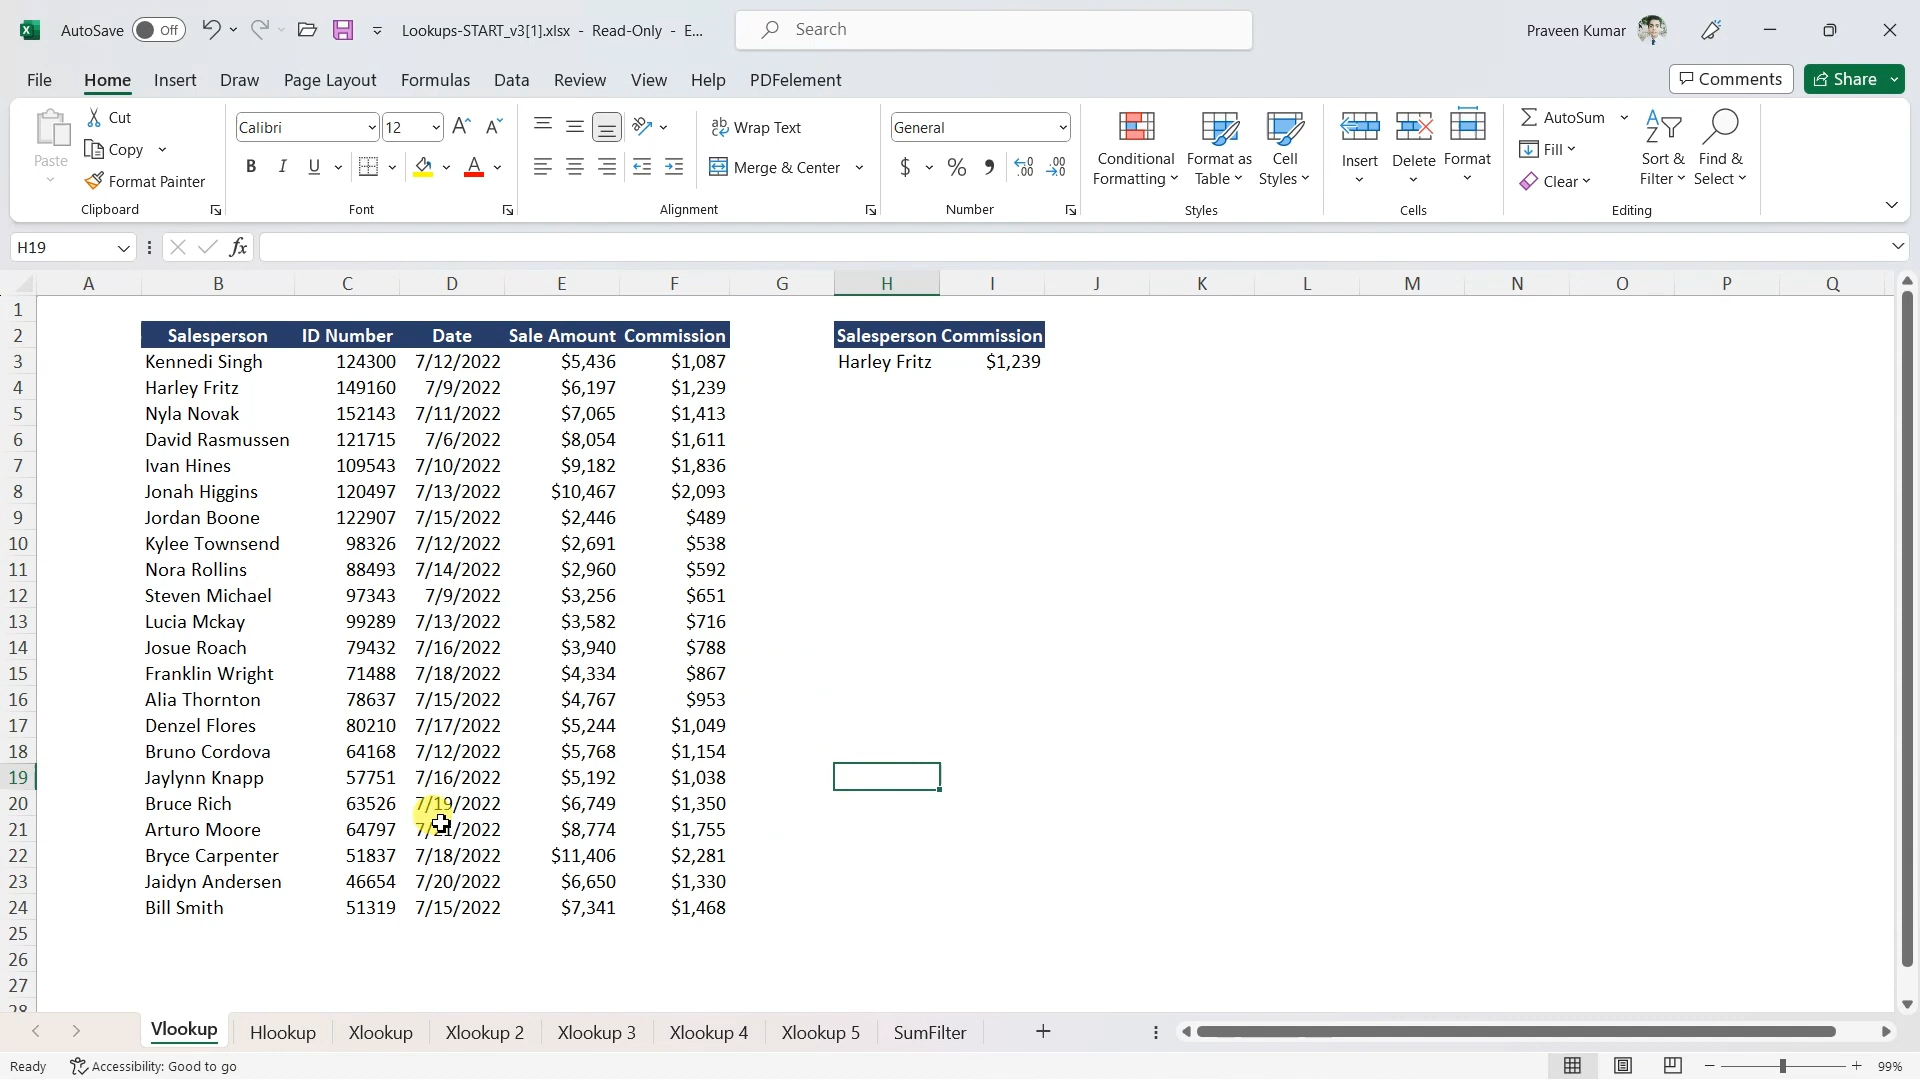 AutoSave Off Lookups-START_v3[1].xlsx - Read-Only - E... Search Praveen Kumar
File Home Insert Draw Page Layout Formulas Data Review View Help PDFelement Comments Share
Paste
Cut
Copy
Format Painter
Clipboard
Calibri 12
B I U A
Font
Wrap Text
Merge & Center
Alignment
General
$ % ,
Number
Conditional Formatting
Format as Table
Cell Styles
Styles
Insert Delete Format
Cells
AutoSum
Fill
Clear
Sort & Filter
Find & Select
Editing
H19 fx
A B C D E F G H I J K L M N O P Q
1
2 Salesperson ID Number Date Sale Amount Commission Salesperson Commission
3 Kennedi Singh 124300 7/12/2022 $5,436 $1,087 Harley Fritz $1,239
4 Harley Fritz 149160 7/9/2022 $6,197 $1,239
5 Nyla Novak 152143 7/11/2022 $7,065 $1,413
6 David Rasmussen 121715 7/6/2022 $8,054 $1,611
7 Ivan Hines 109543 7/10/2022 $9,182 $1,836
8 Jonah Higgins 120497 7/13/2022 $10,467 $2,093
9 Jordan Boone 122907 7/15/2022 $2,446 $489
10 Kylee Townsend 98326 7/12/2022 $2,691 $538
11 Nora Rollins 88493 7/14/2022 $2,960 $592
12 Steven Michael 97343 7/9/2022 $3,256 $651
13 Lucia Mckay 99289 7/13/2022 $3,582 $716
14 Josue Roach 79432 7/16/2022 $3,940 $788
15 Franklin Wright 71488 7/18/2022 $4,334 $867
16 Alia Thornton 78637 7/15/2022 $4,767 $953
17 Denzel Flores 80210 7/17/2022 $5,244 $1,049
18 Bruno Cordova 64168 7/12/2022 $5,768 $1,154
19 Jaylynn Knapp 57751 7/16/2022 $5,192 $1,038
20 Bruce Rich 63526 7/19/2022 $6,749 $1,350
21 Arturo Moore 64797 7/21/2022 $8,774 $1,755
22 Bryce Carpenter 51837 7/18/2022 $11,406 $2,281
23 Jaidyn Andersen 46654 7/20/2022 $6,650 $1,330
24 Bill Smith 51319 7/15/2022 $7,341 $1,468
25
26
27
28
Vlookup Hlookup Xlookup Xlookup 2 Xlookup 3 Xlookup 4 Xlookup 5 SumFilter
Ready Accessibility: Good to go 99%